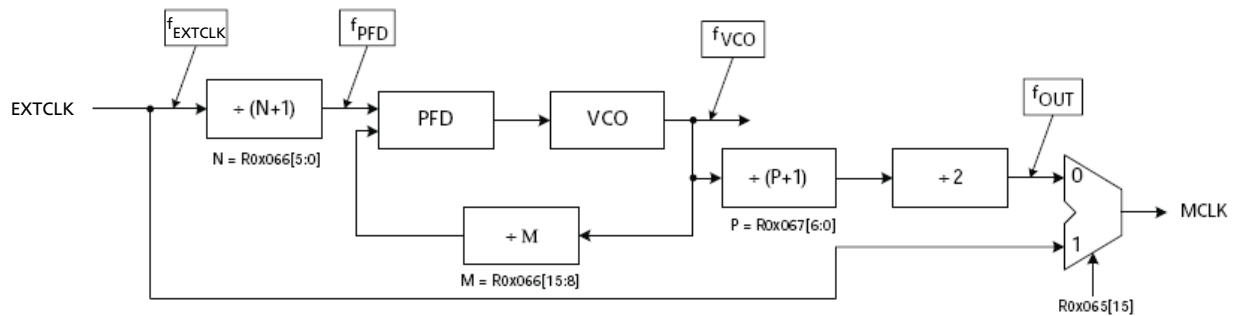 fEXTCLK
fPFD
fVCO
EXTCLK
÷ (N+1)
PFD
VCO
fOUT
N = R0x066[5:0]
÷ (P+1)
÷ 2
0
MCLK
P = R0x067[6:0]
÷ M
1
M = R0x066[15:8]
R0x065[15]